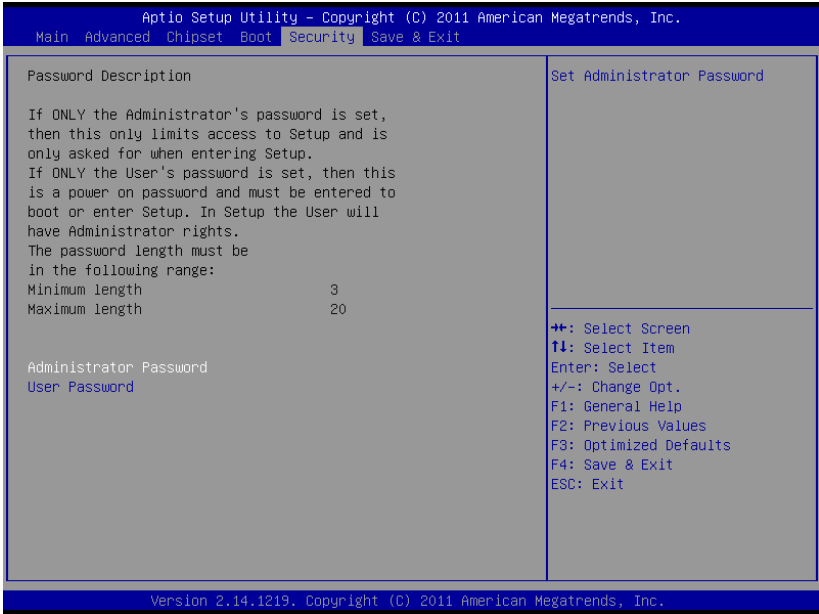 Aptio Setup Utility – Copyright (C) 2011 American Megatrends, Inc.
Main Advanced Chipset Boot Security Save & Exit
Password Description
If ONLY the Administrator's password is set,
then this only limits access to Setup and is
only asked for when entering Setup.
If ONLY the User's password is set, then this
is a power on password and must be entered to
boot or enter Setup. In Setup the User will
have Administrator rights.
The password length must be
in the following range:
Minimum length 3
Maximum length 20
Administrator Password
User Password
Set Administrator Password
→←: Select Screen
↑↓: Select Item
Enter: Select
+/-: Change Opt.
F1: General Help
F2: Previous Values
F3: Optimized Defaults
F4: Save & Exit
ESC: Exit
Version 2.14.1219. Copyright (C) 2011 American Megatrends, Inc.